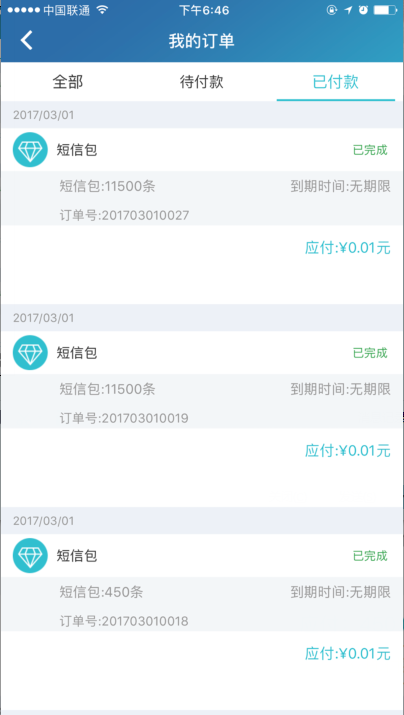 中国联通 下午6:46
我的订单
全部 待付款 已付款
2017/03/01
短信包 已完成
短信包:11500条 到期时间:无期限
订单号:201703010027
应付:¥0.01元
2017/03/01
短信包 已完成
短信包:11500条 到期时间:无期限
订单号:201703010019
应付:¥0.01元
2017/03/01
短信包 已完成
短信包:450条 到期时间:无期限
订单号:201703010018
应付:¥0.01元